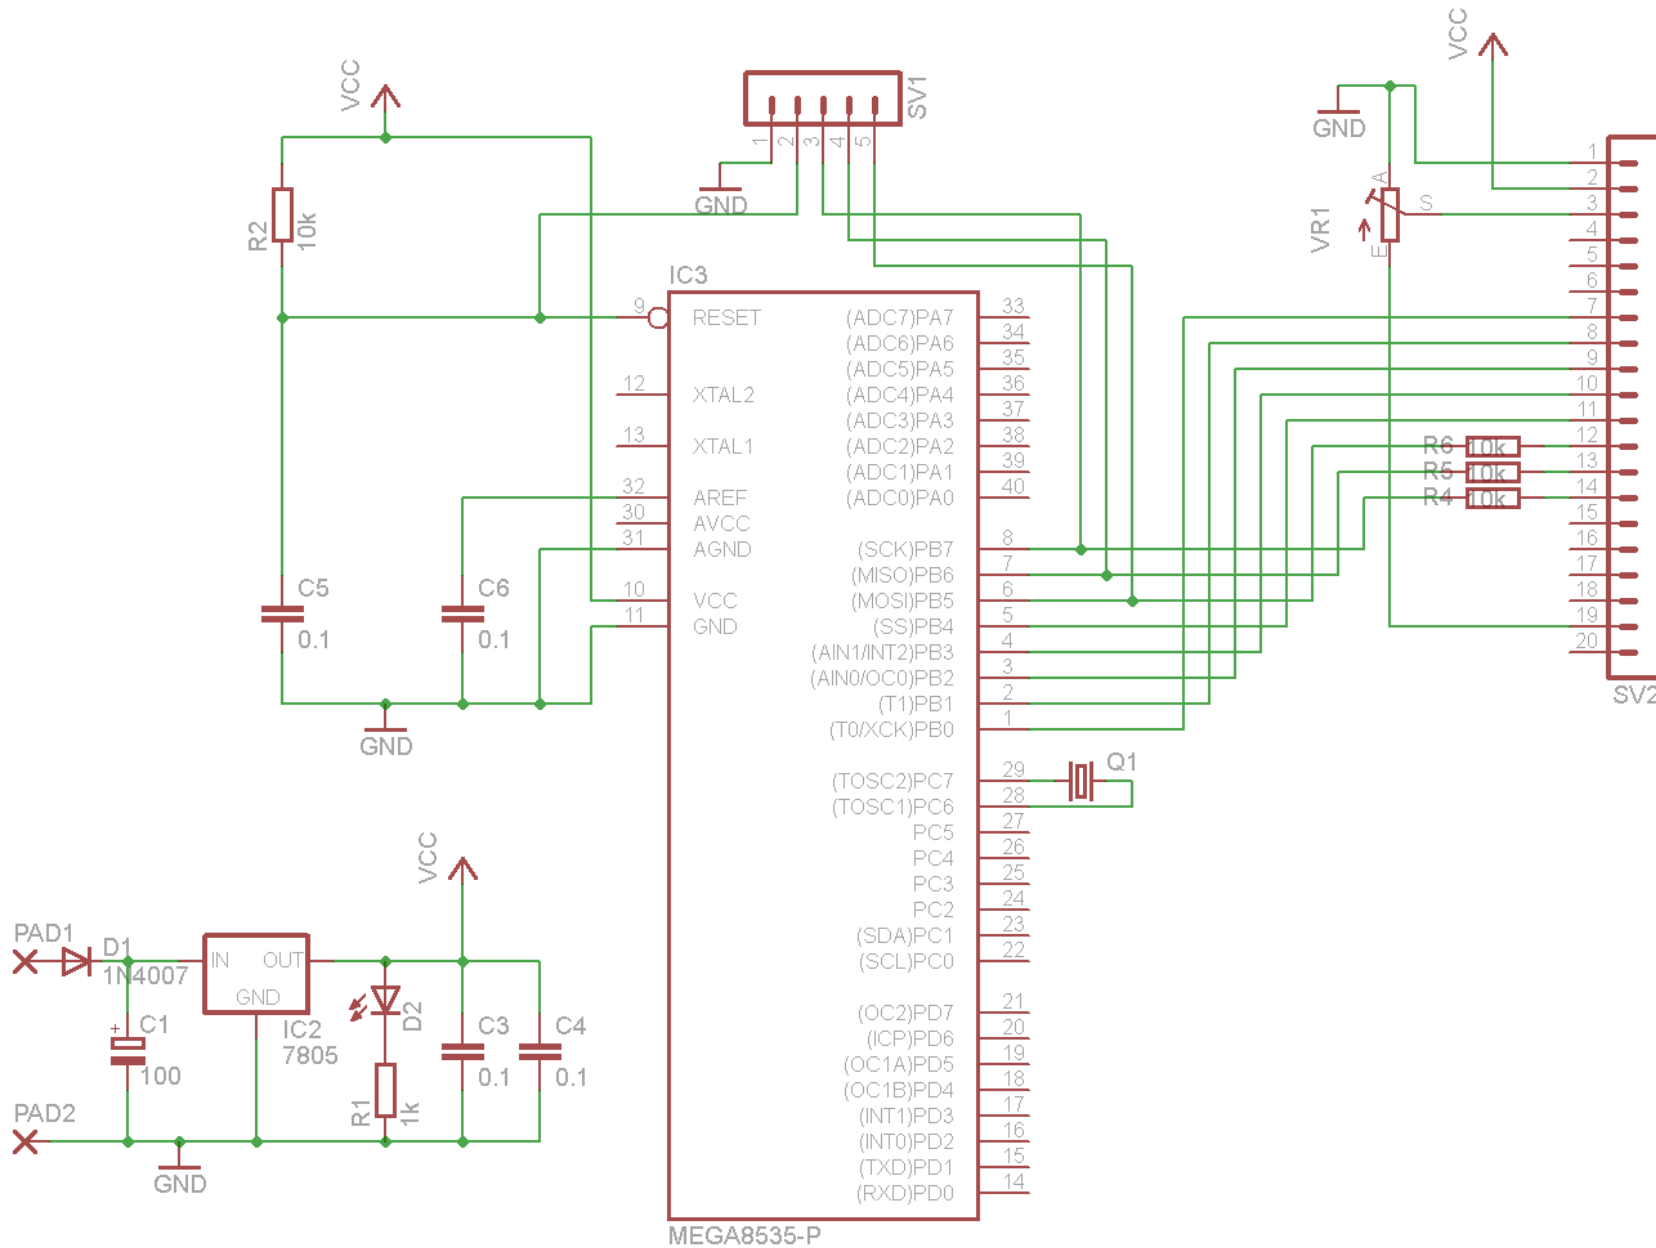 VCC
R2
10k
C5
0.1
C6
0.1
GND
SV1
1
2
3
4
5
GND
IC3
9 RESET
12 XTAL2
13 XTAL1
32 AREF
30 AVCC
31 AGND
10 VCC
11 GND
(ADC7)PA7 33
(ADC6)PA6 34
(ADC5)PA5 35
(ADC4)PA4 36
(ADC3)PA3 37
(ADC2)PA2 38
(ADC1)PA1 39
(ADC0)PA0 40
(SCK)PB7 8
(MISO)PB6 7
(MOSI)PB5 6
(SS)PB4 5
(AIN1/INT2)PB3 4
(AIN0/OC0)PB2 3
(T1)PB1 2
(T0/XCK)PB0 1
(TOSC2)PC7 29
(TOSC1)PC6 28
PC5 27
PC4 26
PC3 25
PC2 24
(SDA)PC1 23
(SCL)PC0 22
(OC2)PD7 21
(ICP)PD6 20
(OC1A)PD5 19
(OC1B)PD4 18
(INT1)PD3 17
(INT0)PD2 16
(TXD)PD1 15
(RXD)PD0 14
MEGA8535-P
Q1
VCC
GND
VR1
A
S
E
1
2
3
4
5
6
7
8
9
10
11
12
13
14
15
16
17
18
19
20
R6 10k
R5 10k
R4 10k
SV2
VCC
PAD1
D1
1N4007
IN OUT
GND
IC2
7805
+
C1
100
D2
R1
1k
C3
0.1
C4
0.1
PAD2
GND